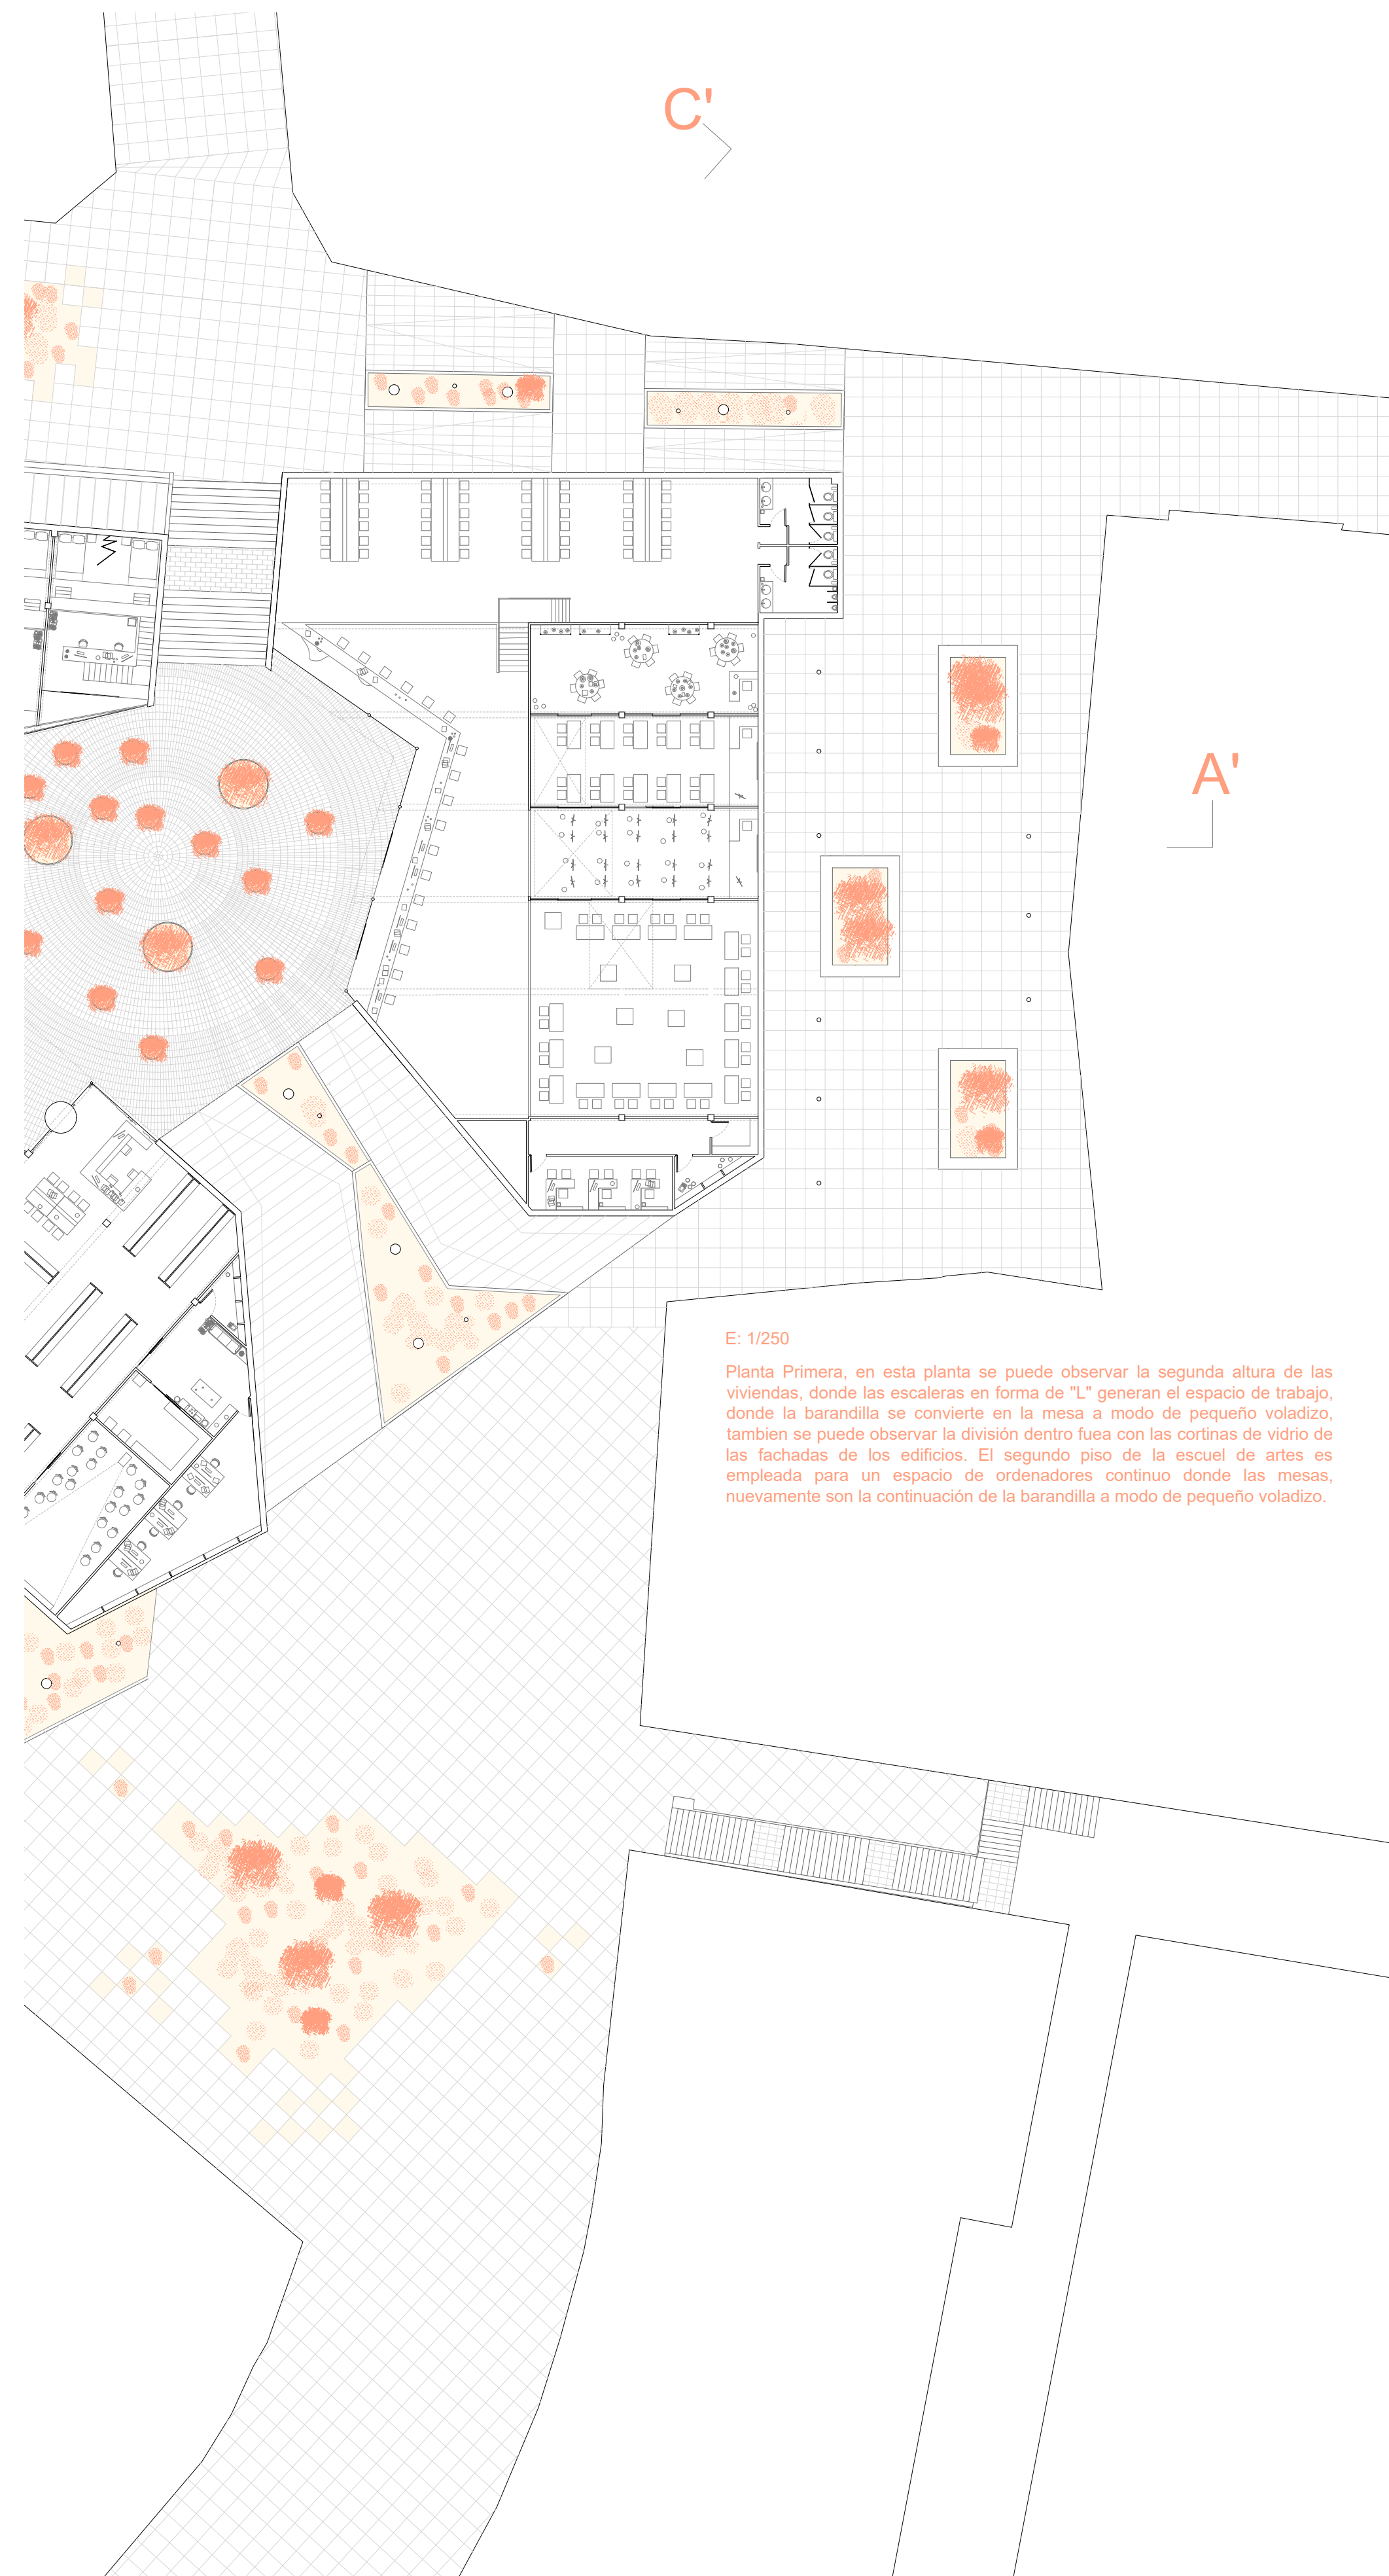 C'
A'
E: 1/250
Planta Primera, en esta planta se puede observar la segunda altura de las
viviendas, donde las escaleras en forma de "L" generan el espacio de trabajo,
donde la barandilla se convierte en la mesa a modo de pequeño voladizo,
tambien se puede observar la división dentro fuea con las cortinas de vidrio de
las fachadas de los edificios. El segundo piso de la escuel de artes es
empleada para un espacio de ordenadores continuo donde las mesas,
nuevamente son la continuación de la barandilla a modo de pequeño voladizo.